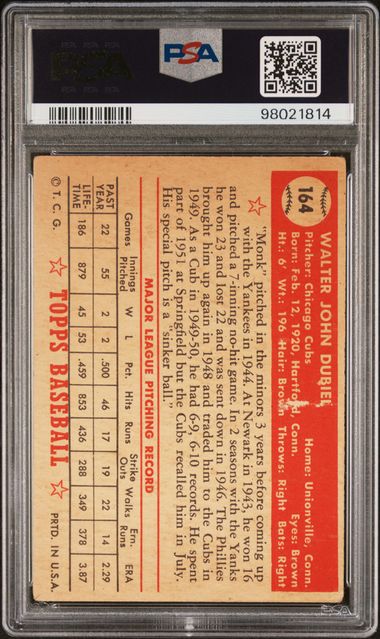 PSA
PSA
98021814
164
WALTER JOHN DUBIEL
Pitcher: Chicago Cubs Home: Unionville, Conn.
Born: Feb. 12, 1920, Hartford, Conn. Eyes: Brown
Ht.: 6' Wt.: 196 Hair: Brown Throws: Right Bats: Right
"Monk" pitched in the minors 3 years before coming up
with the Yankees in 1944. At Newark in 1943, he won 16
and pitched a 7-inning no-hit game. In 2 seasons with the Yanks
he won 23 and lost 22 and was sent down in 1946. The Phillies
brought him up again in 1948 and traded him to the Cubs in
1949. As a Cub in 1949-50, he had 6-9, 6-10 records. He spent
part of 1951 at Springfield but the Cubs recalled him in July.
His special pitch is a "sinker ball."
MAJOR LEAGUE PITCHING RECORD
Games Innings Pitched W L Pct. Hits Runs Strike Outs Walks Ern. Runs ERA
PAST YEAR 22 55 2 2 .500 46 17 19 22 14 2.29
LIFE- 186 879 45 53 .459 853 436 288 349 378 3.87
© T. C. G. TOPPS BASEBALL PRTD. IN U.S.A.